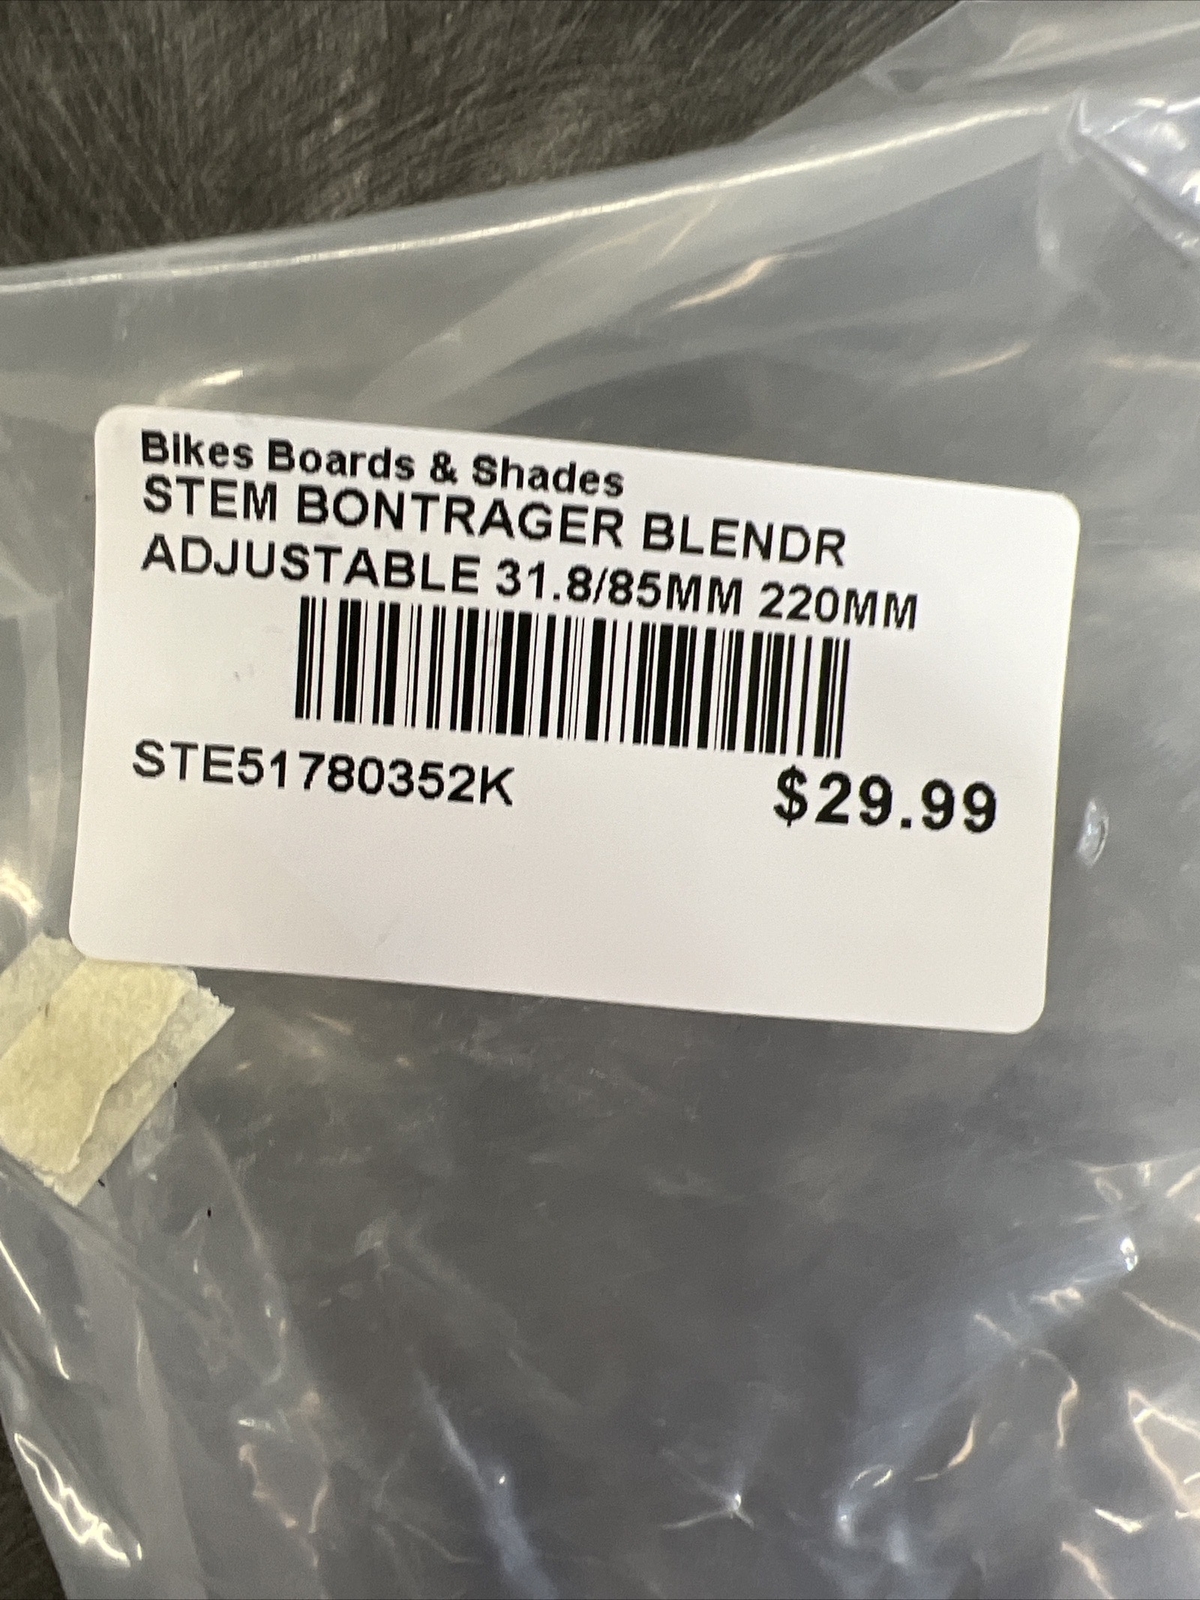 Bikes Boards & Shades
STEM BONTRAGER BLENDR
ADJUSTABLE 31.8/85MM 220MM
STE51780352K
$29.99